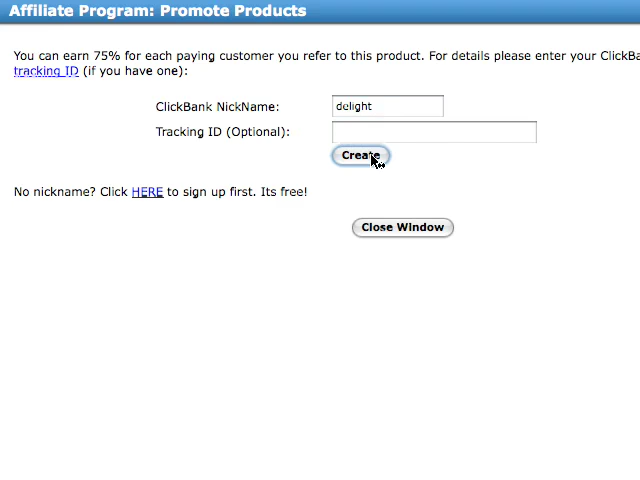 Affiliate Program: Promote Products
You can earn 75% for each paying customer you refer to this product. For details please enter your ClickBa
tracking ID (if you have one):
ClickBank NickName: delight
Tracking ID (Optional):
Create
No nickname? Click HERE to sign up first. Its free!
Close Window